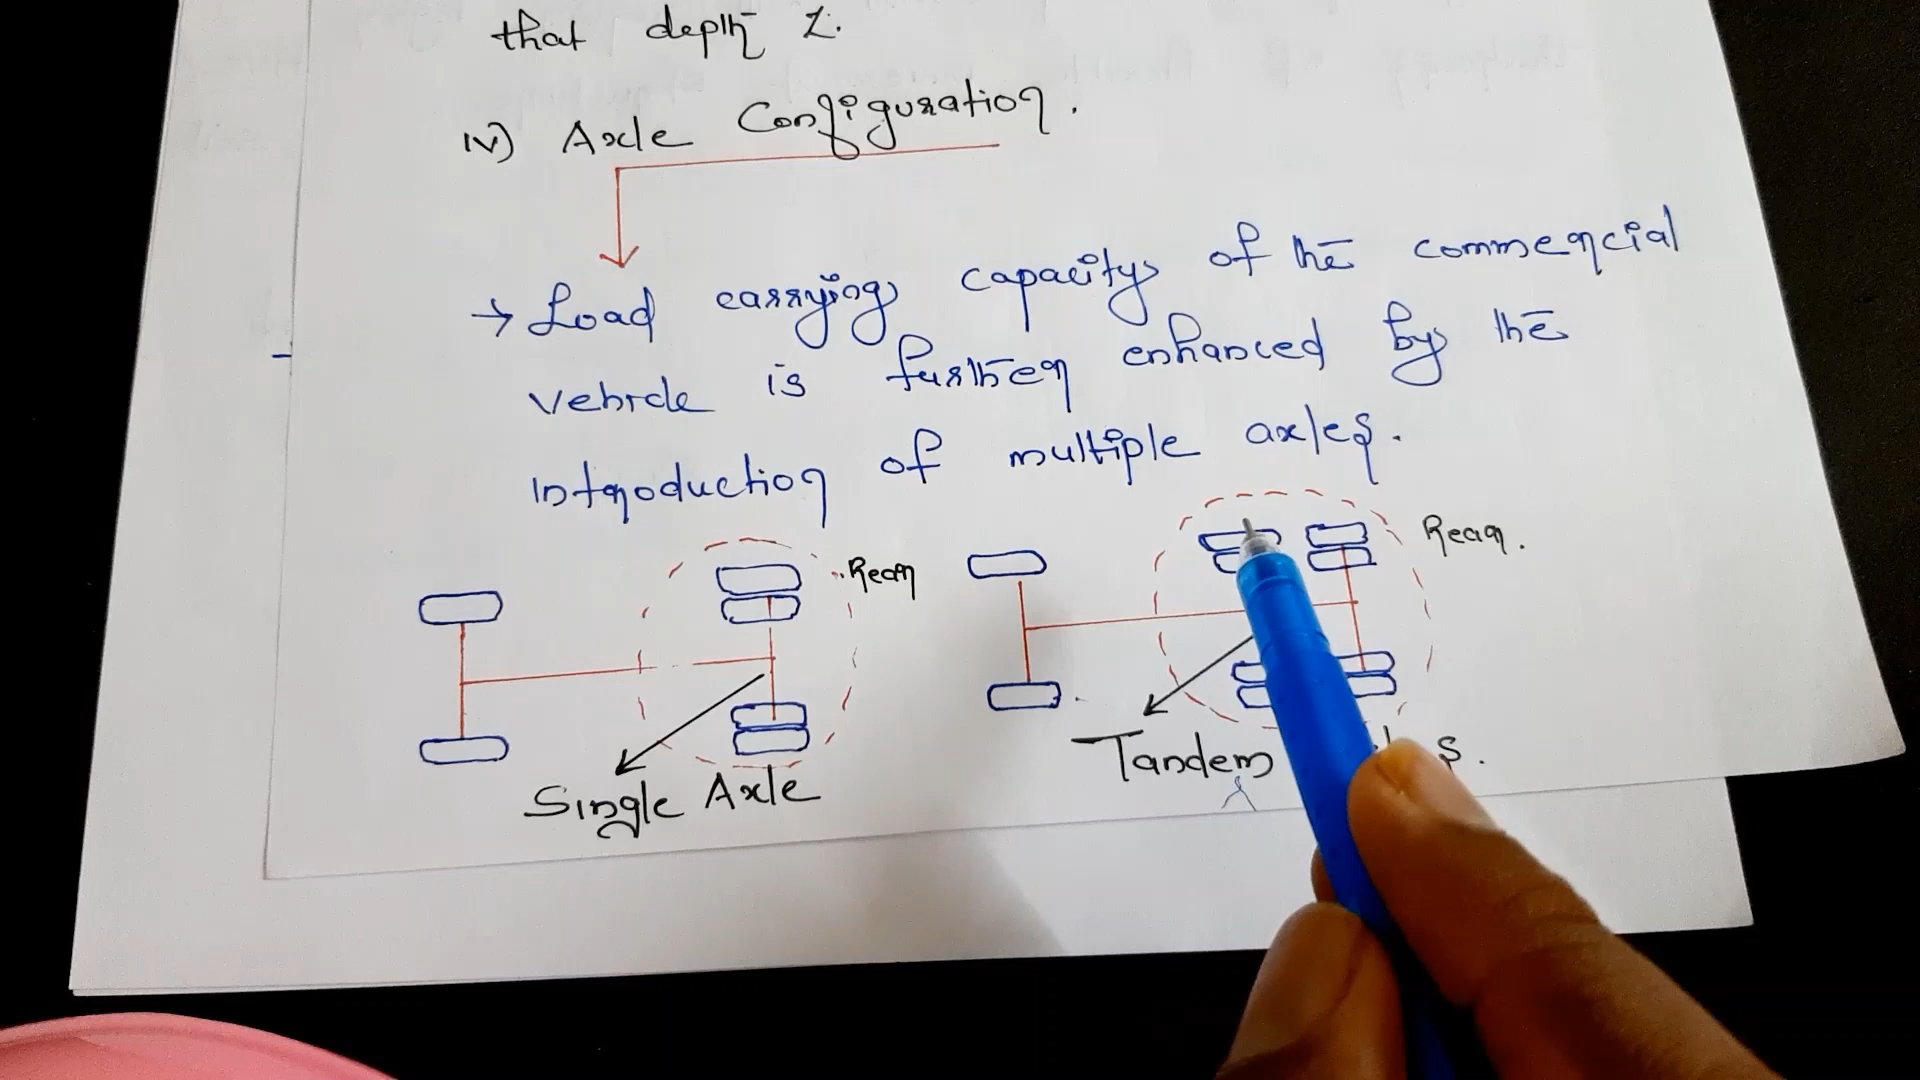 that depth Z.
iv) Axle Configuration.
→ Load carrying capacity of the commercial
vehicle is further enhanced by the
Introduction of multiple axles.
Rear
Rear.
Single Axle
Tandem